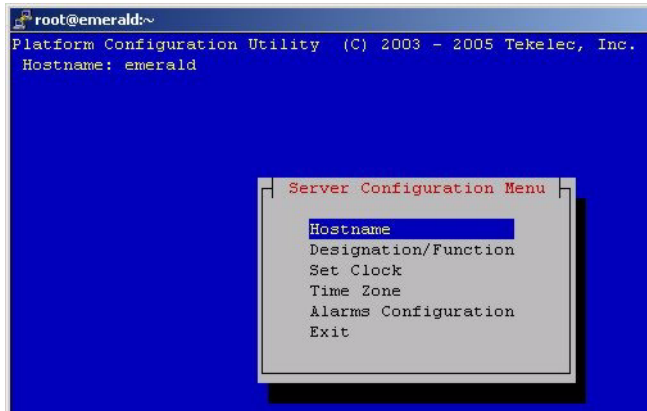 root@emerald:~
Platform Configuration Utility (C) 2003 - 2005 Tekelec, Inc.
Hostname: emerald
Server Configuration Menu
Hostname
Designation/Function
Set Clock
Time Zone
Alarms Configuration
Exit